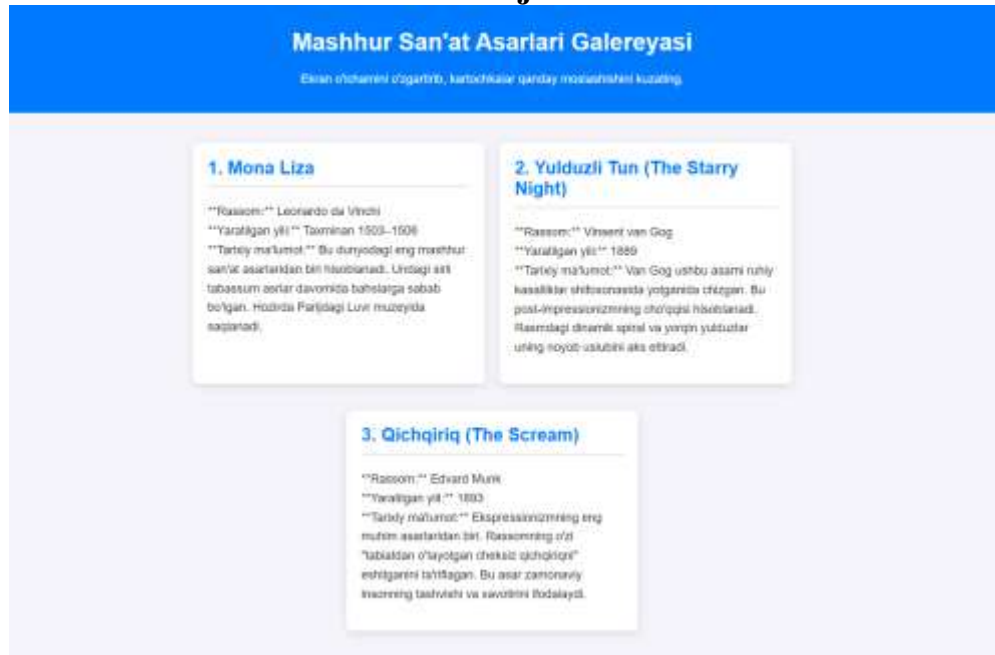 Mashhur San'at Asarlari Galereyasi
Ekran o'lchamini o'zgartirib, kartochkalar qanday moslashishini kuzating.
1. Mona Liza
**Rassom:** Leonardo da Vinchi
**Yaratilgan yili:** Taxminan 1503–1506
**Tarixiy ma'lumot:** Bu dunyodagi eng mashhur
san'at asarlaridan biri hisoblanadi. Undagi sirli
tabassum asrlar davomida bahslarga sabab
bo'lgan. Hozirda Parijdagi Luvr muzeyida
saqlanadi.
2. Yulduzli Tun (The Starry
Night)
**Rassom:** Vinsent van Gog
**Yaratilgan yili:** 1889
**Tarixiy ma'lumot:** Van Gog ushbu asarni ruhiy
kasalliklar shifoxonasida yotganida chizgan. Bu
post-impressionizmning cho'qqisi hisoblanadi.
Rasmdagi dinamik spiral va yorqin yulduzlar
uning noyob uslubini aks ettiradi.
3. Qichqiriq (The Scream)
**Rassom:** Edvard Munk
**Yaratilgan yili:** 1893
**Tarixiy ma'lumot:** Ekspressionizmning eng
muhim asarlaridan biri. Rassomning o'zi
"tabiatdan o'tayotgan cheksiz qichqiriqni"
eshitganini ta'riflagan. Bu asar zamonaviy
insonning tashvishi va xavotirini ifodalaydi.